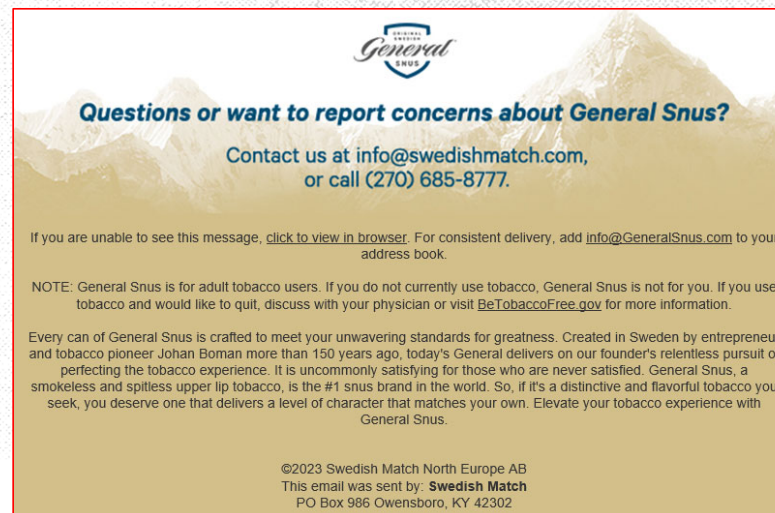 ORIGINAL
SWEDISH
General
SNUS
Questions or want to report concerns about General Snus?
Contact us at info@swedishmatch.com,
or call (270) 685-8777.
If you are unable to see this message, click to view in browser. For consistent delivery, add info@GeneralSnus.com to your
address book.
NOTE: General Snus is for adult tobacco users. If you do not currently use tobacco, General Snus is not for you. If you use
tobacco and would like to quit, discuss with your physician or visit BeTobaccoFree.gov for more information.
Every can of General Snus is crafted to meet your unwavering standards for greatness. Created in Sweden by entrepreneu
and tobacco pioneer Johan Boman more than 150 years ago, today's General delivers on our founder's relentless pursuit o
perfecting the tobacco experience. It is uncommonly satisfying for those who are never satisfied. General Snus, a
smokeless and spitless upper lip tobacco, is the #1 snus brand in the world. So, if it's a distinctive and flavorful tobacco you
seek, you deserve one that delivers a level of character that matches your own. Elevate your tobacco experience with
General Snus.
©2023 Swedish Match North Europe AB
This email was sent by: Swedish Match
PO Box 986 Owensboro, KY 42302